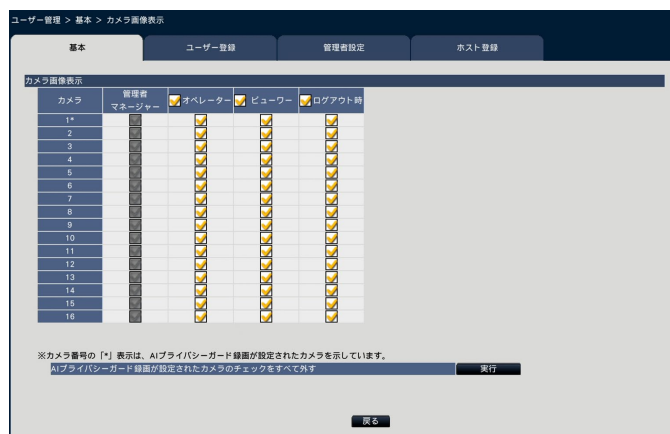 ユーザー管理 > 基本 > カメラ画像表示
基本 ユーザー登録 管理者設定 ホスト登録
カメラ画像表示
カメラ 管理者 マネージャー オペレーター ビューワー ログアウト時
1*
2
3
4
5
6
7
8
9
10
11
12
13
14
15
16
※カメラ番号の「*」表示は、AIプライバシーガード録画が設定されたカメラを示しています。
AIプライバシーガード録画が設定されたカメラのチェックをすべて外す 実行
戻る